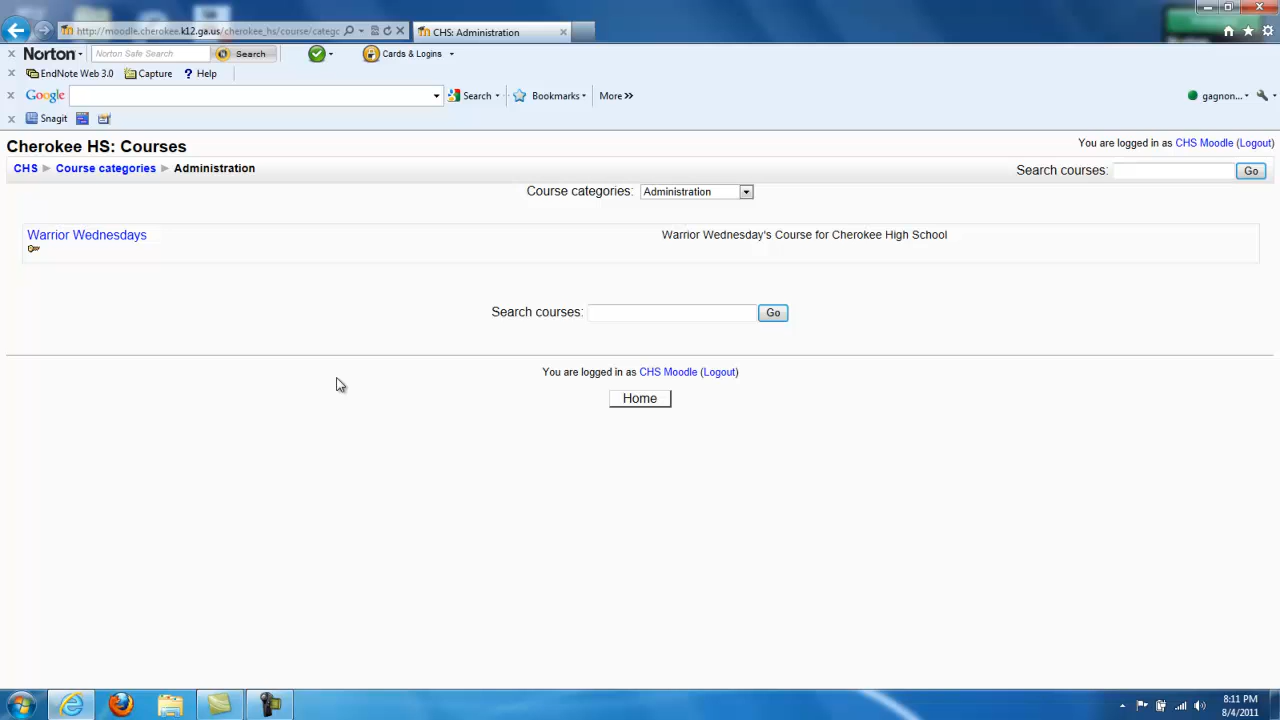 http://moodle.cherokee.k12.ga.us/cherokee_hs/course/categ
CHS: Administration
Norton
Norton Safe Search
Search
Cards & Logins
EndNote Web 3.0
Capture
? Help
Google
Search
Bookmarks
More »
gagnon...
Snagit
Cherokee HS: Courses
You are logged in as CHS Moodle (Logout)
CHS ► Course categories ► Administration
Search courses:
Go
Course categories: Administration
Warrior Wednesdays
Warrior Wednesday's Course for Cherokee High School
Search courses:
Go
You are logged in as CHS Moodle (Logout)
Home
8:11 PM
8/4/2011